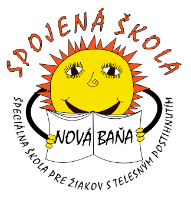 SPOJENÁ ŠKOLA
NOVÁ BAŇA
ŠPECIÁLNA ŠKOLA PRE ŽIAKOV S TELESNÝM POSTIHNUTÍM